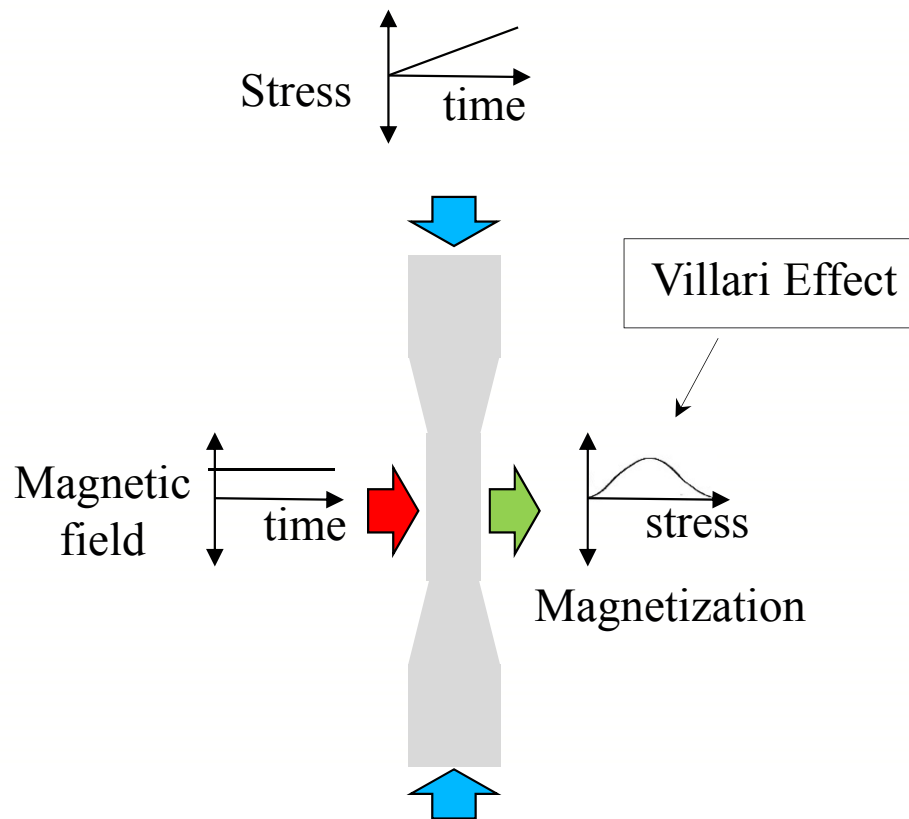 Stress
time
Villari Effect
Magnetic
field
time
stress
Magnetization